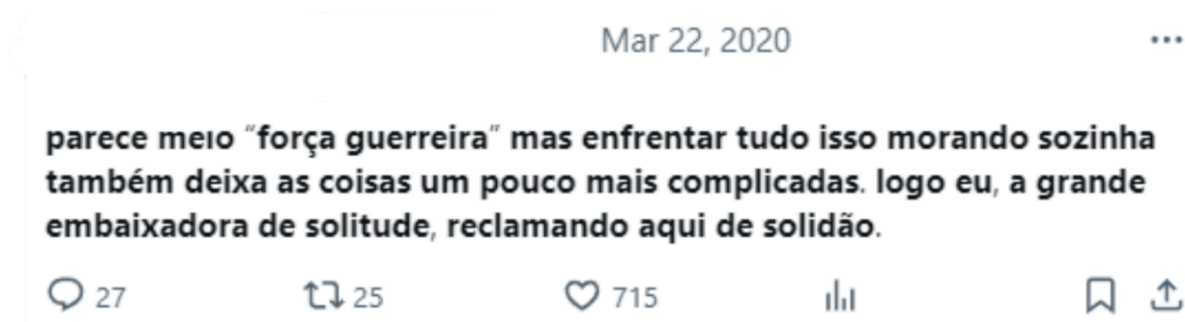 Mar 22, 2020
parece meio “força guerreira” mas enfrentar tudo isso morando sozinha
também deixa as coisas um pouco mais complicadas. logo eu, a grande
embaixadora de solitude, reclamando aqui de solidão.
27 25 715